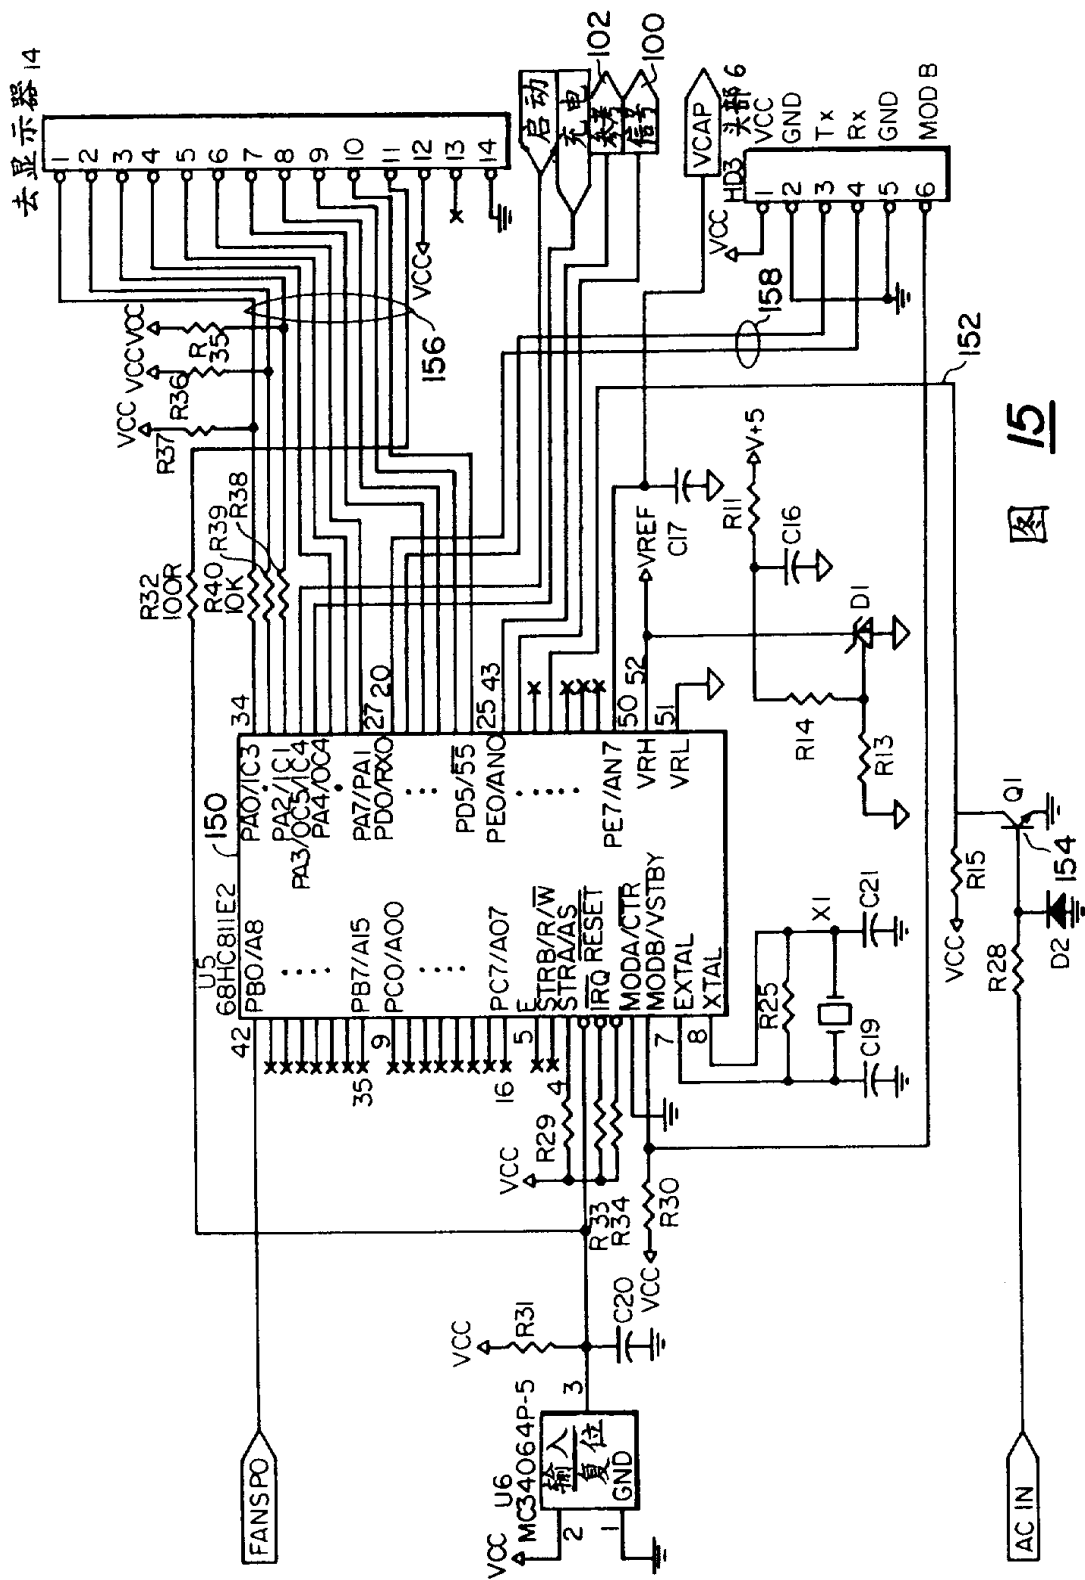 去显示器 14
1
2
3
4
5
6
7
8
9
10
11
12
13
14
启动
充电
参考
信号
102
100
VCAP
HD3 头部 6
1 VCC
2 GND
3 Tx
4 Rx
5 GND
6 MOD B
VCC
VCC
156
158
152
VCC
VCC
VCC
R37
R36
R35
R32
100R
R40
10K
R39
R38
VREF
C17
R11
V+5
C16
D1
R14
R13
U5
68HC811E2
150
34
27
20
25
43
50
52
51
PA0/IC3
PA2/IC1
PA3/OC5/IC4
PA4/OC4
PA7/PA1
PD0/RX0
PD5/55
PE0/AN0
PE7/AN7
VRH
VRL
PB0/A8
PB7/A15
PC0/A00
PC7/A07
E
STRB/R/W
STRA/AS
IRQ RESET
MODA/CTR
MODB/VSTBY
EXTAL
XTAL
42
35
9
16
5
4
7
8
R25
X1
C19
C21
VCC
R15
Q1
154
R28
D2
VCC
R29
R33
R34
R30
VCC
VCC
R31
C20
U6
MC34064P-5
输入
复位
GND
3
2
1
VCC
FANSPO
AC IN
图 15